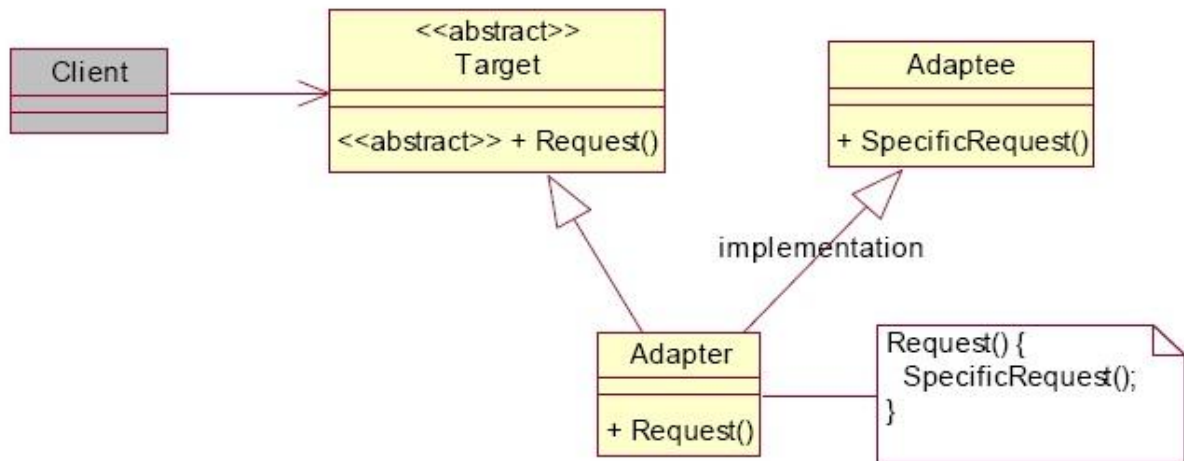 Client
<<abstract>>
Target
<<abstract>> + Request()
Adaptee
+ SpecificRequest()
implementation
Adapter
+ Request()
Request() {
SpecificRequest();
}